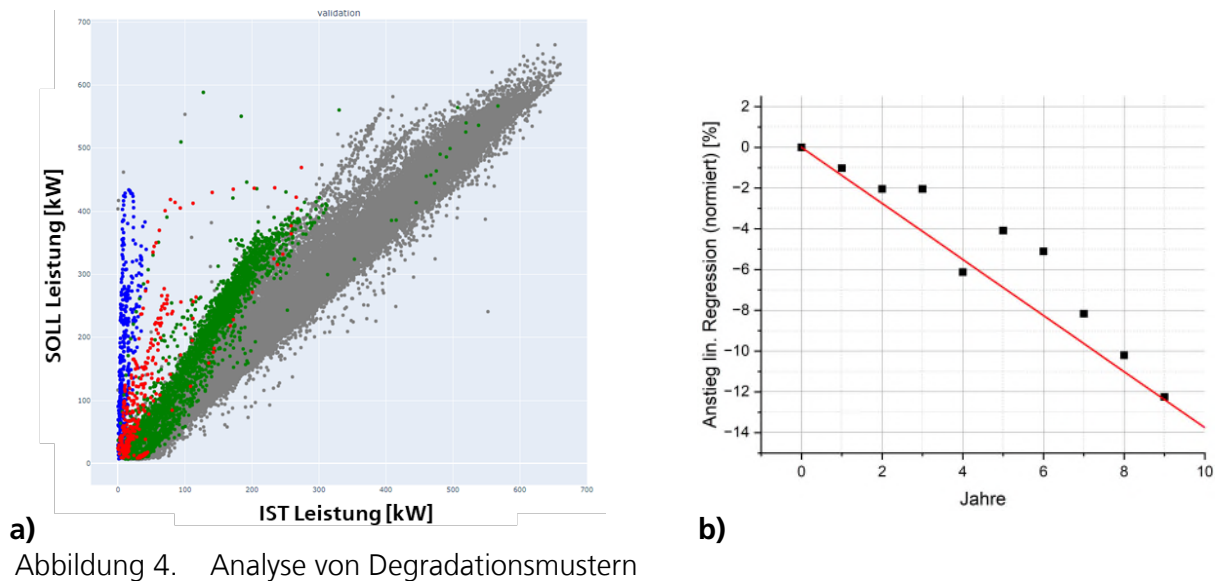 validation
700
600
500
400
300
200
100
0
SOLL Leistung [kW]
0 100 200 300 400 500 600 700
IST Leistung [kW]
a)
2
0
−2
−4
−6
−8
−10
−12
−14
Anstieg lin. Regression (normiert) [%]
0 2 4 6 8 10
Jahre
b)
Abbildung 4. Analyse von Degradationsmustern